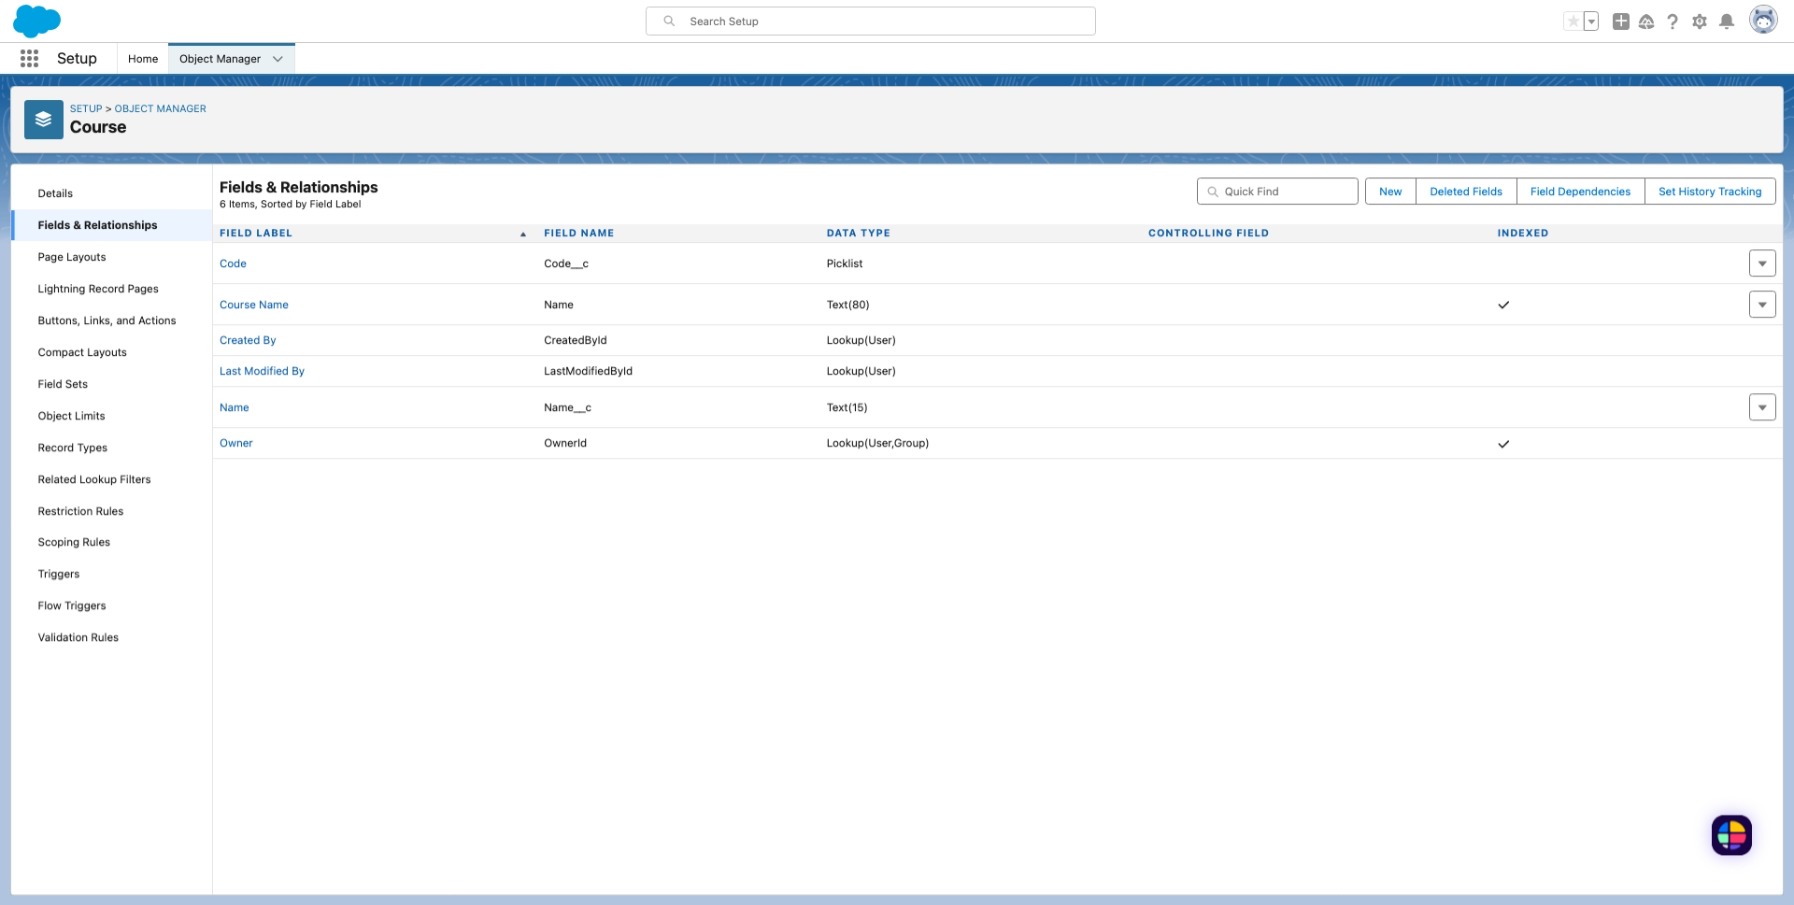 Search Setup
Setup
Home
Object Manager
SETUP > OBJECT MANAGER
Course
Details
Fields & Relationships
Page Layouts
Lightning Record Pages
Buttons, Links, and Actions
Compact Layouts
Field Sets
Object Limits
Record Types
Related Lookup Filters
Restriction Rules
Scoping Rules
Triggers
Flow Triggers
Validation Rules
Fields & Relationships
6 Items, Sorted by Field Label
Quick Find
New
Deleted Fields
Field Dependencies
Set History Tracking
FIELD LABEL FIELD NAME DATA TYPE CONTROLLING FIELD INDEXED
Code Code__c Picklist
Course Name Name Text(80)
Created By CreatedById Lookup(User)
Last Modified By LastModifiedById Lookup(User)
Name Name__c Text(15)
Owner OwnerId Lookup(User,Group)